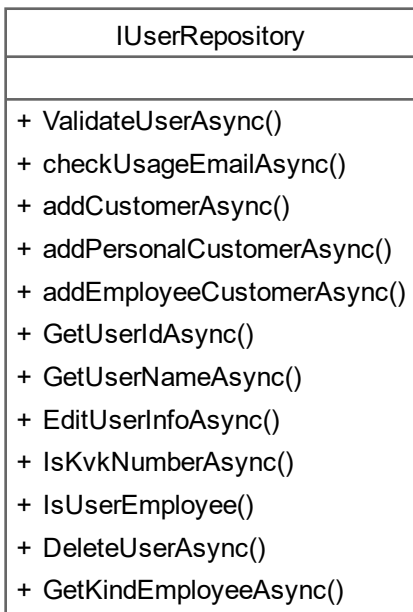 IUserRepository
+ ValidateUserAsync()
+ checkUsageEmailAsync()
+ addCustomerAsync()
+ addPersonalCustomerAsync()
+ addEmployeeCustomerAsync()
+ GetUserIdAsync()
+ GetUserNameAsync()
+ EditUserInfoAsync()
+ IsKvkNumberAsync()
+ IsUserEmployee()
+ DeleteUserAsync()
+ GetKindEmployeeAsync()